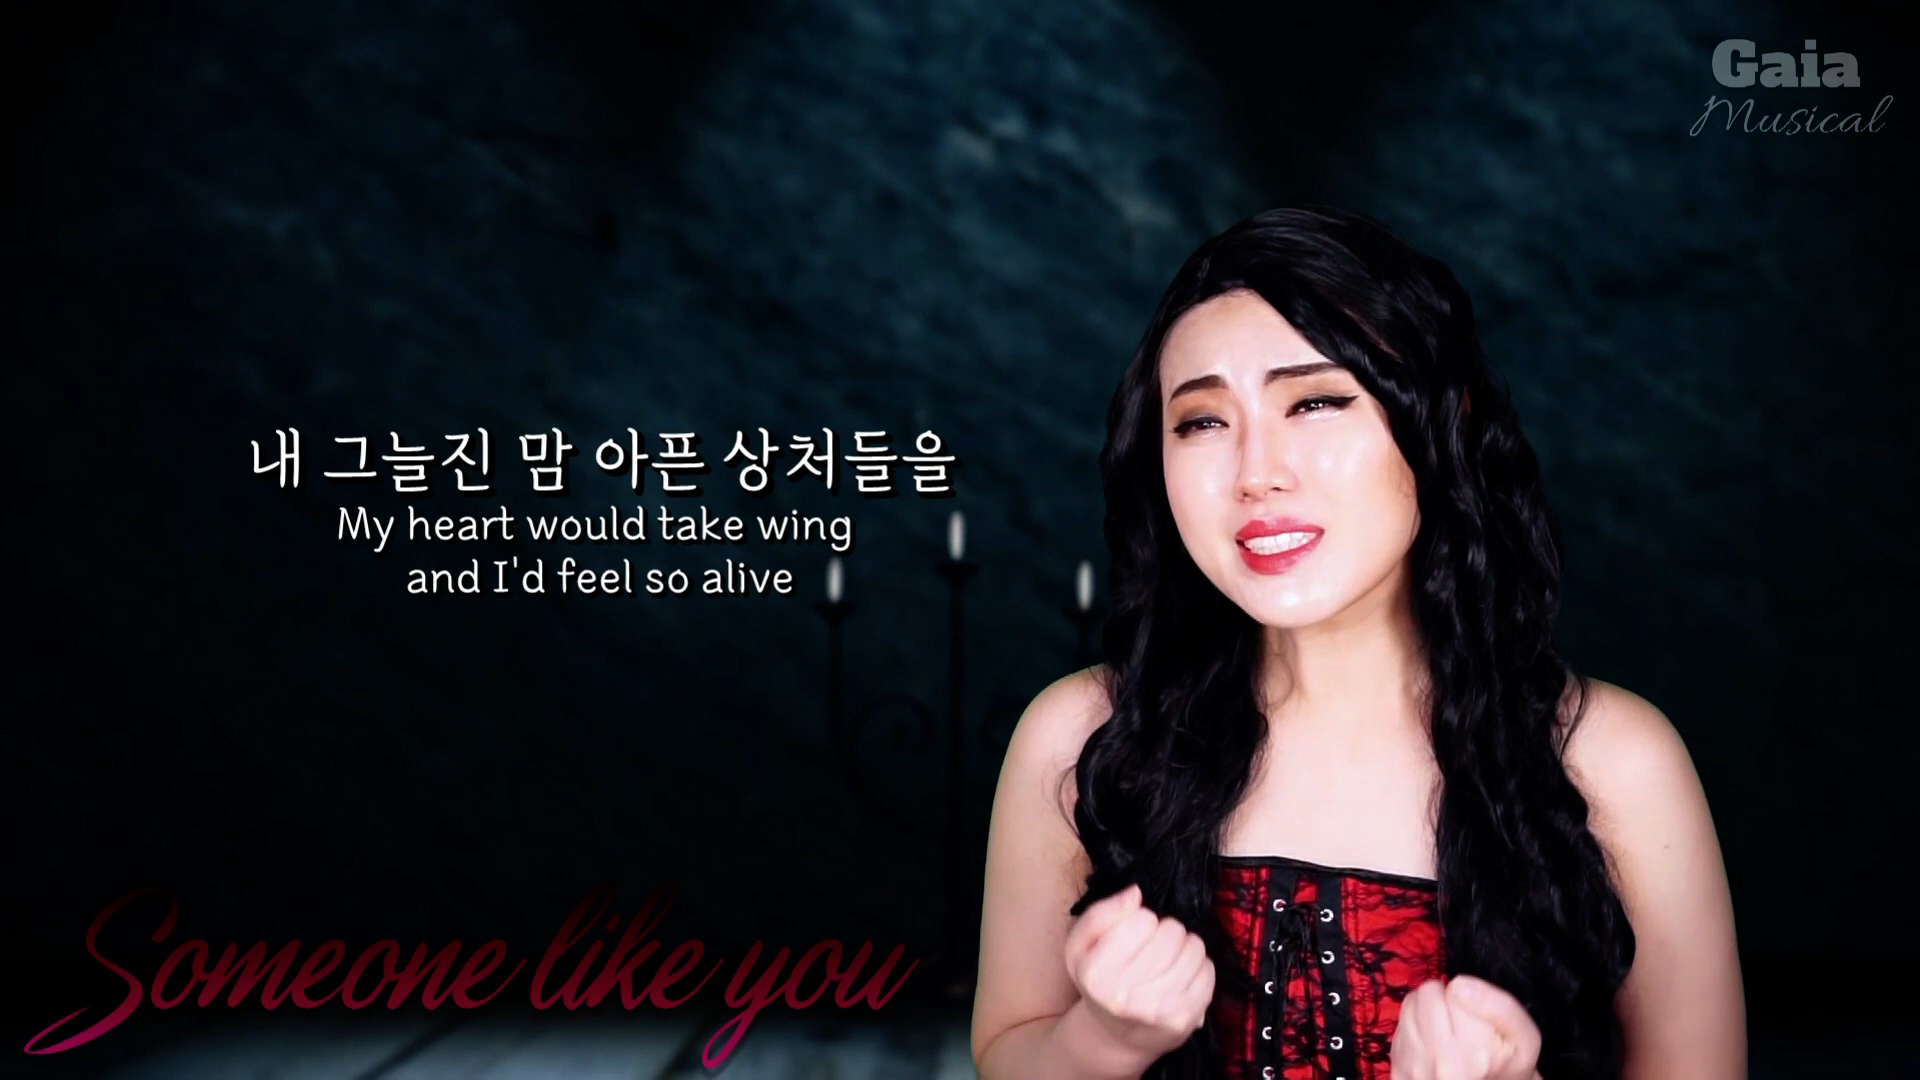 Gaia
Musical
내 그늘진 맘 아픈 상처들을
My heart would take wing
and I'd feel so alive
Someone like you